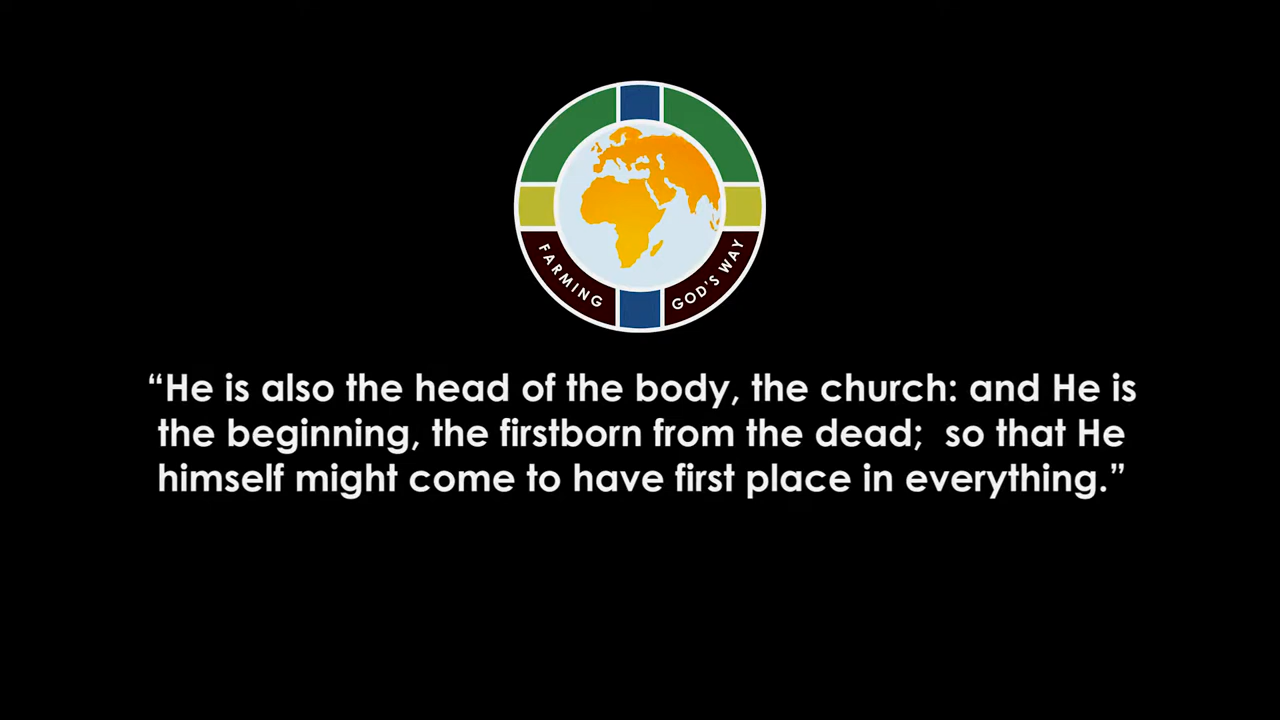 FARMING GOD'S WAY
“He is also the head of the body, the church: and He is
the beginning, the firstborn from the dead;  so that He
himself might come to have first place in everything.”